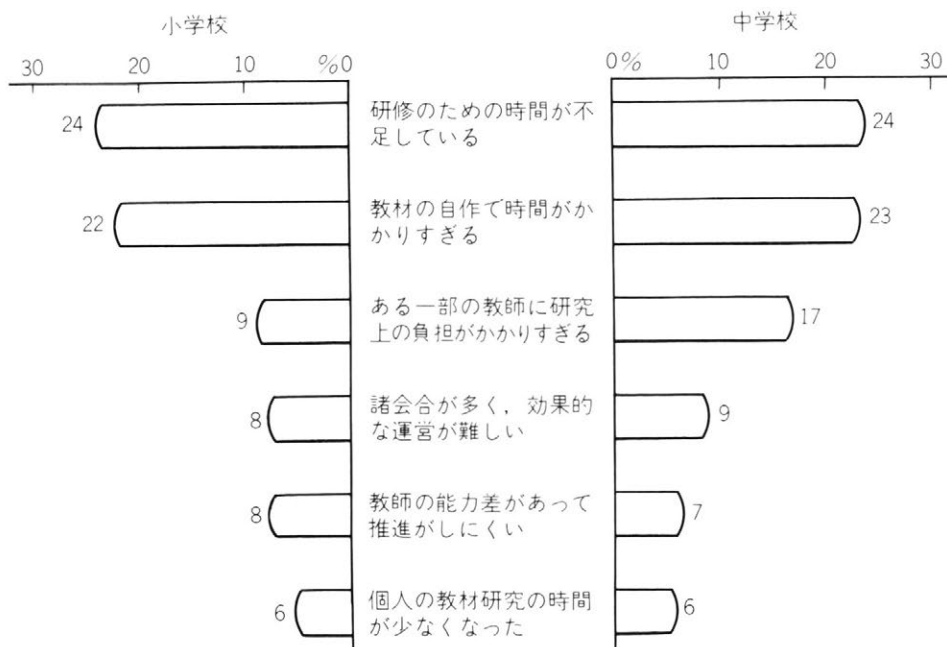 小学校
中学校
30 20 10 %0
0% 10 20 30
24 研修のための時間が不 24
足している
22 教材の自作で時間がか 23
かりすぎる
9 ある一部の教師に研究 17
上の負担がかかりすぎる
8 諸会合が多く，効果的 9
な運営が難しい
8 教師の能力差があって 7
推進がしにくい
6 個人の教材研究の時間 6
が少なくなった